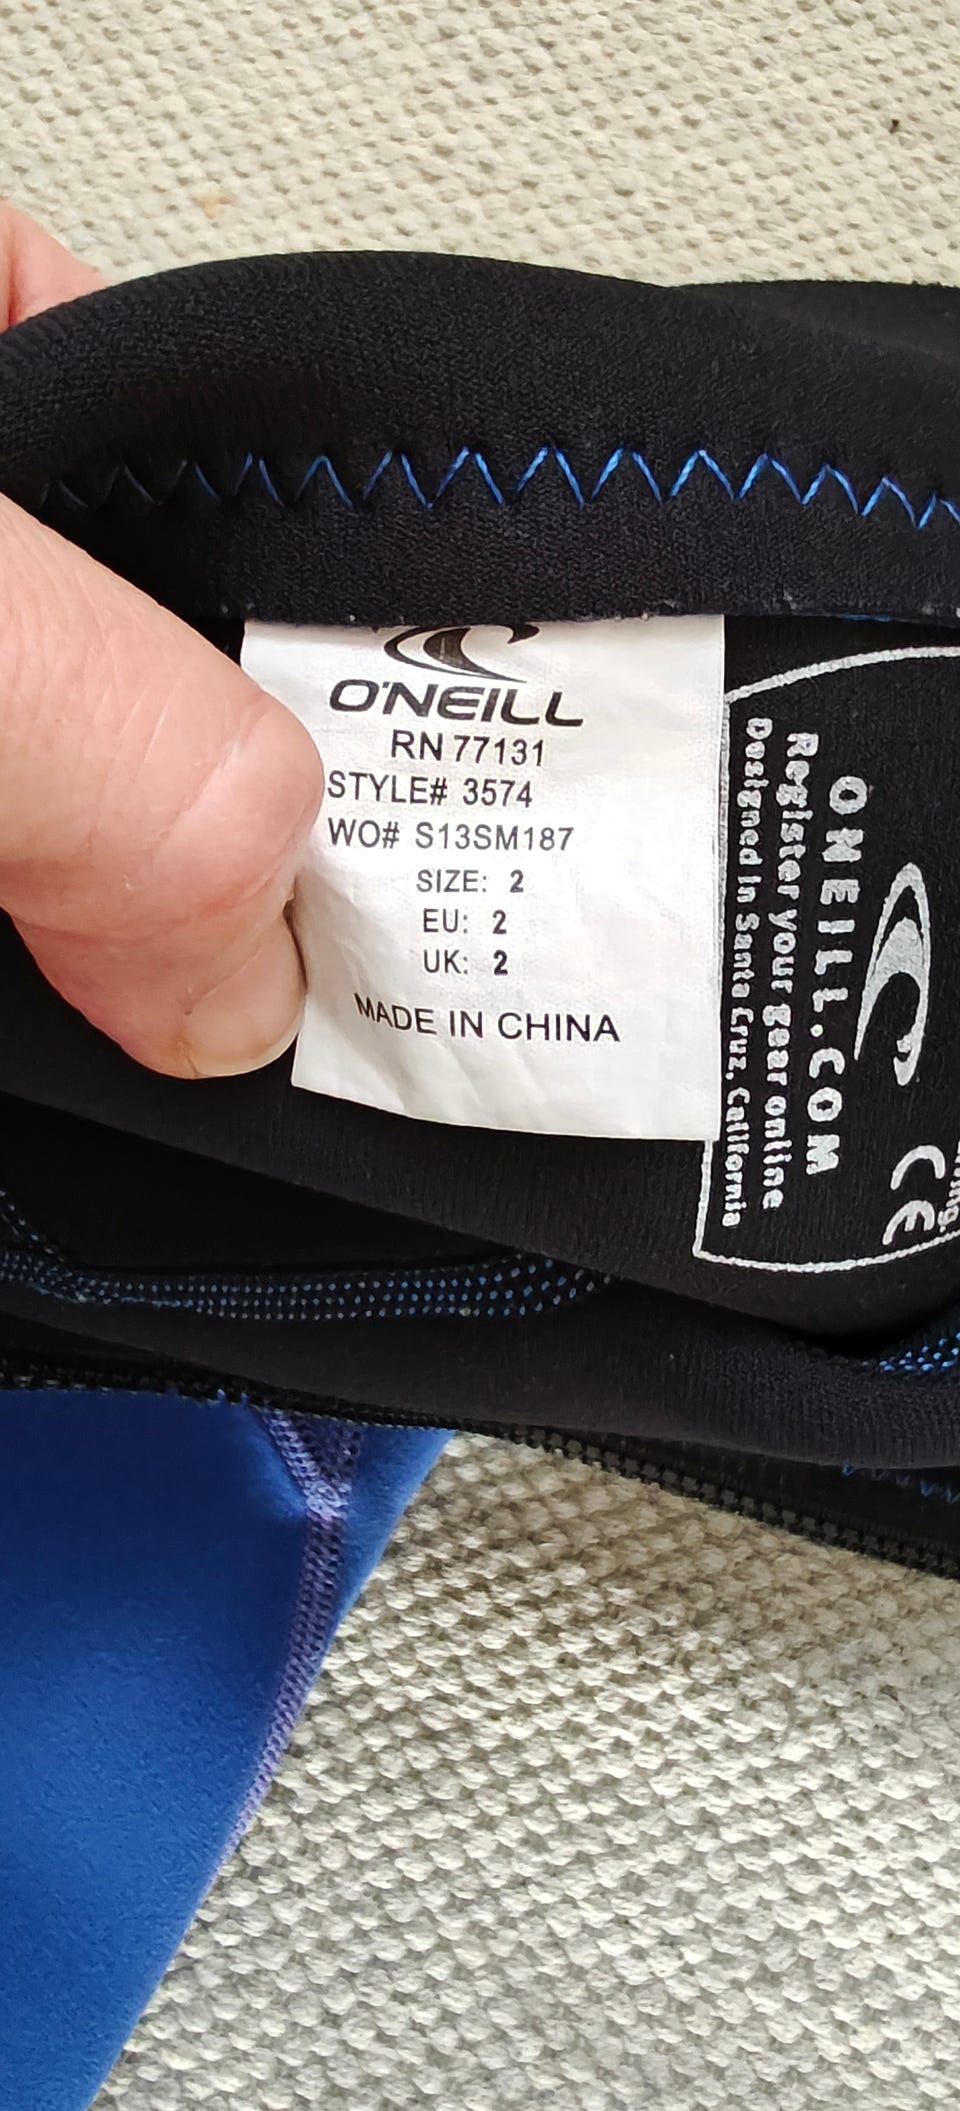 O'NEILL
RN 77131
STYLE# 3574
WO# S13SM187
SIZE: 2
EU: 2
UK: 2
MADE IN CHINA
ONEILL.COM
Register your gear online
Designed in Santa Cruz, California
CE